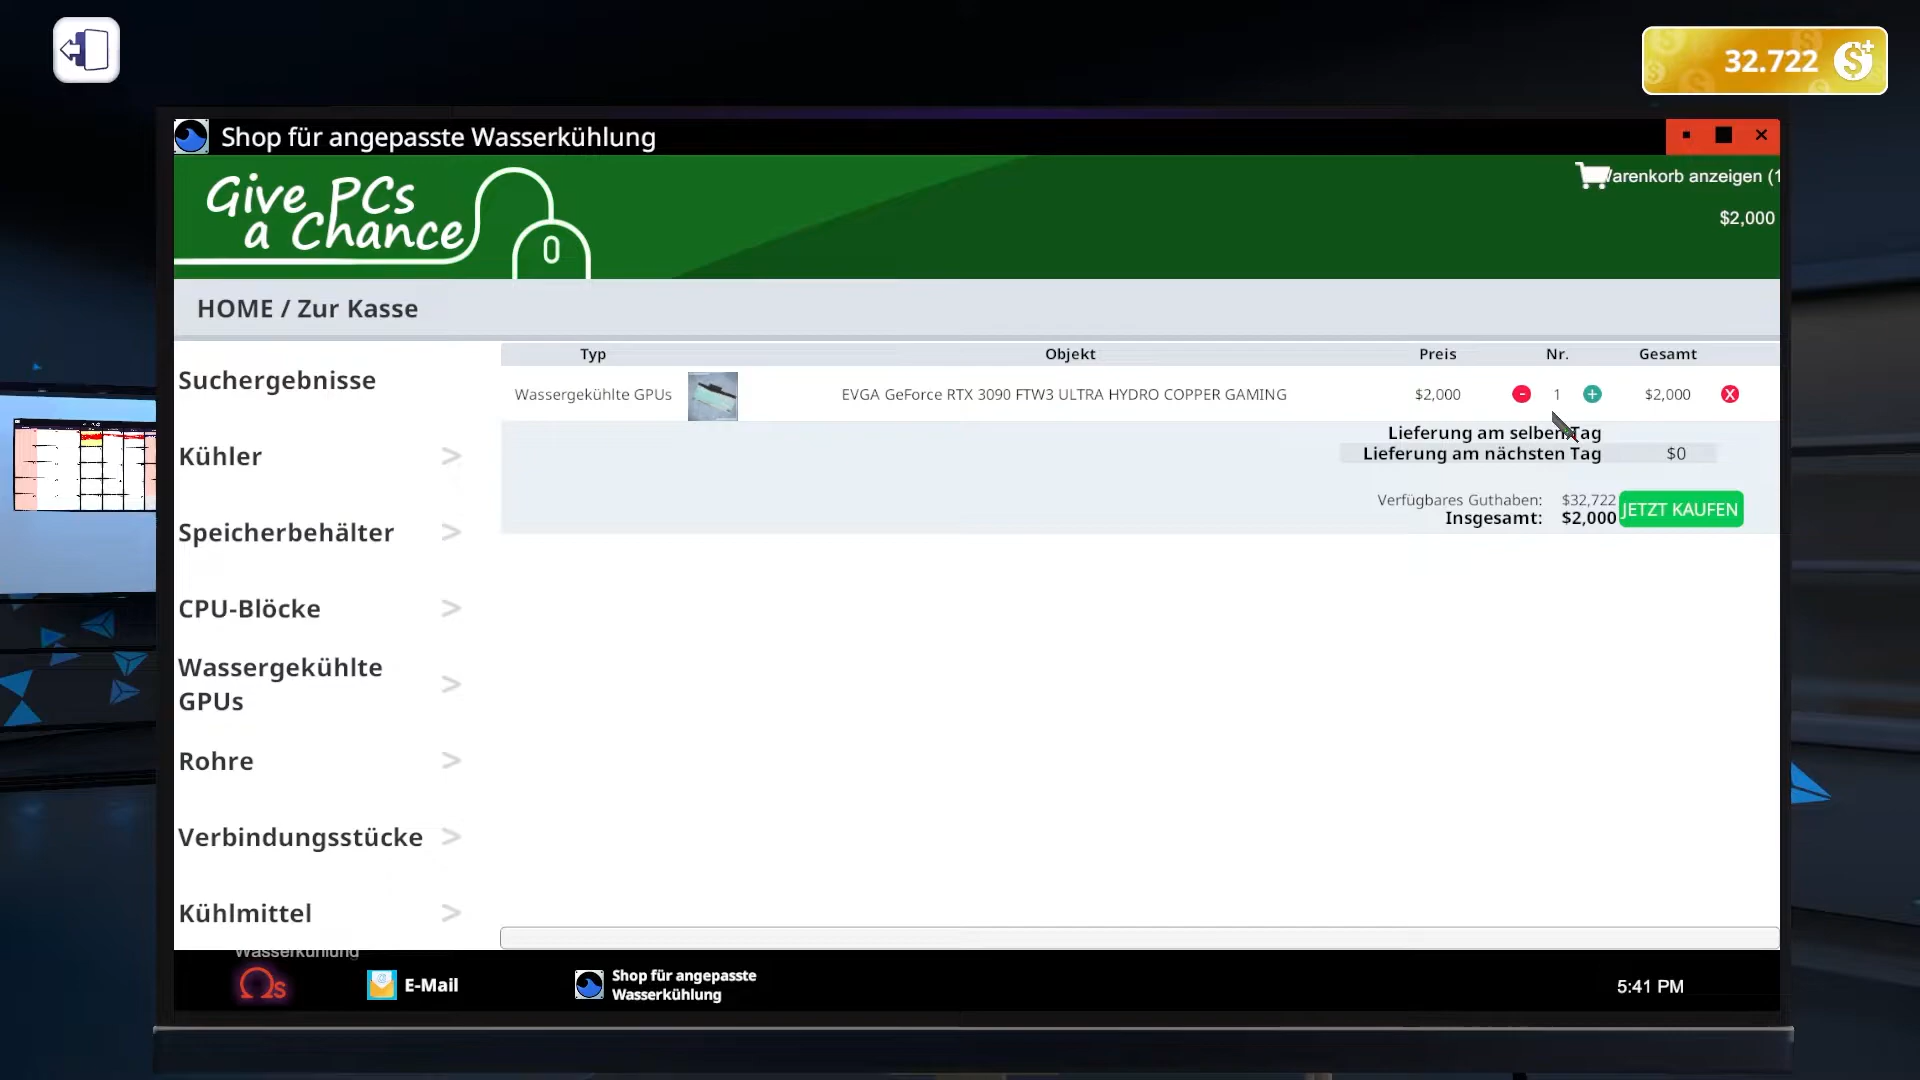 32.722
Shop für angepasste Wasserkühlung
Give PCs
a Chance
arenkorb anzeigen (1
$2,000
HOME / Zur Kasse
Suchergebnisse
Kühler >
Speicherbehälter >
CPU-Blöcke >
Wassergekühlte
GPUs >
Rohre >
Verbindungsstücke >
Kühlmittel >
Typ Objekt Preis Nr. Gesamt
Wassergekühlte GPUs EVGA GeForce RTX 3090 FTW3 ULTRA HYDRO COPPER GAMING $2,000 - 1 + $2,000 X
Lieferung am selben Tag
Lieferung am nächsten Tag $0
Verfügbares Guthaben: $32,722
Insgesamt: $2,000
JETZT KAUFEN
Wasserkühlung
Ωs
E-Mail
Shop für angepasste
Wasserkühlung
5:41 PM